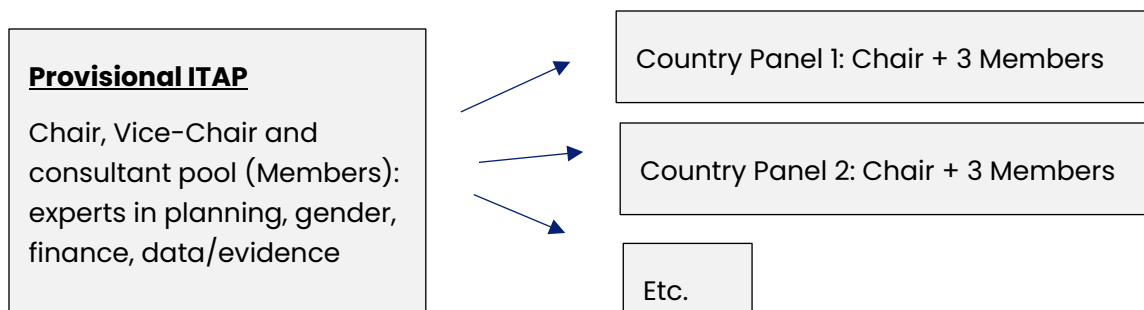 Provisional ITAP
Chair, Vice-Chair and
consultant pool (Members):
experts in planning, gender,
finance, data/evidence
Country Panel 1: Chair + 3 Members
Country Panel 2: Chair + 3 Members
Etc.